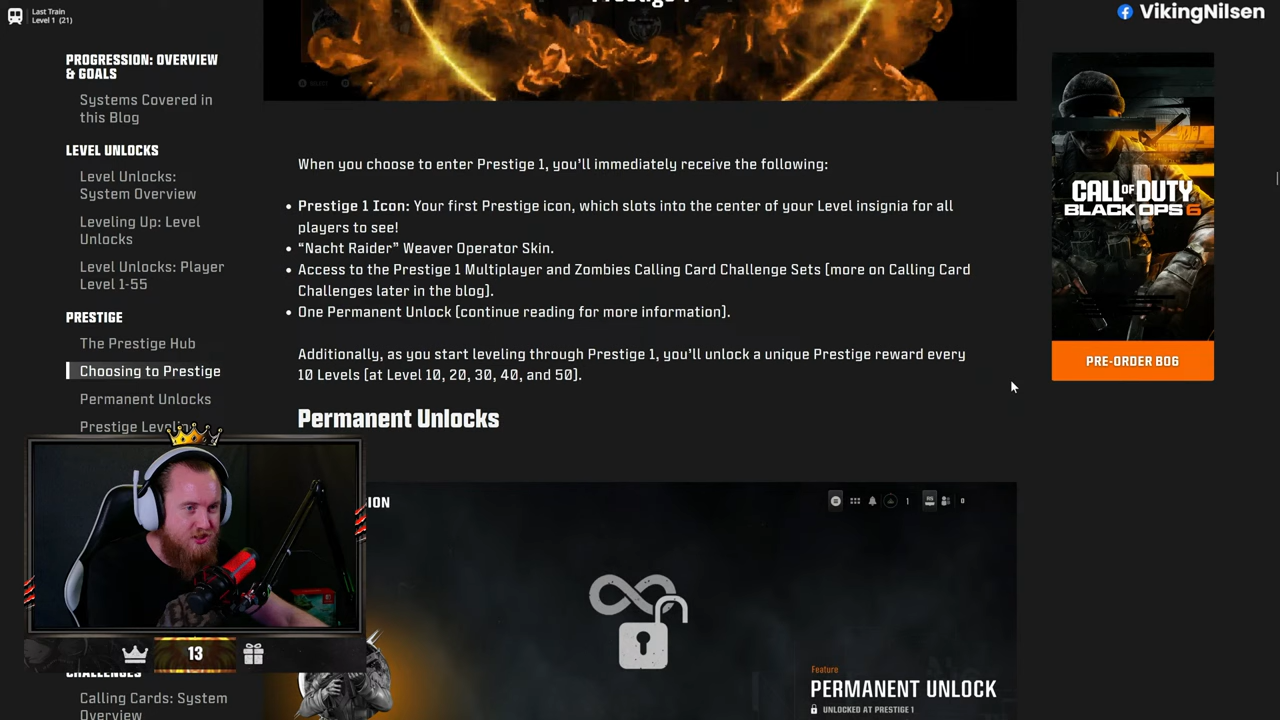 Last Train
Level 1 (21)
VikingNilsen
Prestige 1
PROGRESSION: OVERVIEW
& GOALS
Systems Covered in
this Blog
LEVEL UNLOCKS
Level Unlocks:
System Overview
Leveling Up: Level
Unlocks
Level Unlocks: Player
Level 1-55
PRESTIGE
The Prestige Hub
Choosing to Prestige
Permanent Unlocks
CHALLENGES
Calling Cards: System
Overview
When you choose to enter Prestige 1, you'll immediately receive the following:
• Prestige 1 Icon: Your first Prestige icon, which slots into the center of your Level insignia for all
players to see!
• “Nacht Raider” Weaver Operator Skin.
• Access to the Prestige 1 Multiplayer and Zombies Calling Card Challenge Sets [more on Calling Card
Challenges later in the blog].
• One Permanent Unlock [continue reading for more information].
Additionally, as you start leveling through Prestige 1, you'll unlock a unique Prestige reward every
10 Levels [at Level 10, 20, 30, 40, and 50].
Permanent Unlocks
1
0
Feature
PERMANENT UNLOCK
UNLOCKED AT PRESTIGE 1
CALL OF DUTY
BLACK OPS 6
PRE-ORDER BO6
13